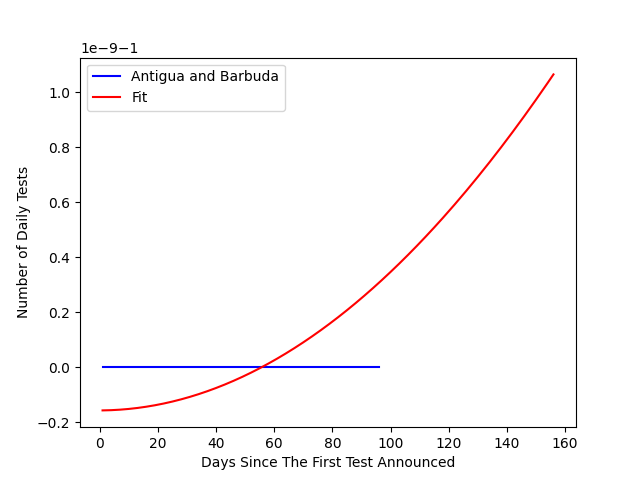 1e−9−1
Antigua and Barbuda
Fit
1.0
0.8
0.6
0.4
0.2
0.0
−0.2
Number of Daily Tests
0 20 40 60 80 100 120 140 160
Days Since The First Test Announced